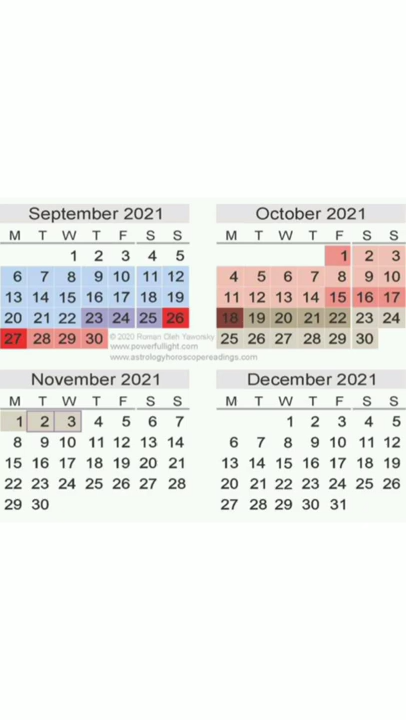 September 2021
M T W T F S S
1 2 3 4 5
6 7 8 9 10 11 12
13 14 15 16 17 18 19
20 21 22 23 24 25 26
27 28 29 30
© 2020 Roman Oleh Yaworsky
www.powerfullight.com
www.astrologyhoroscopereadings.com
October 2021
M T W T F S S
1 2 3
4 5 6 7 8 9 10
11 12 13 14 15 16 17
18 19 20 21 22 23 24
25 26 27 28 29 30
November 2021
M T W T F S S
1 2 3 4 5 6 7
8 9 10 11 12 13 14
15 16 17 18 19 20 21
22 23 24 25 26 27 28
29 30
December 2021
M T W T F S S
1 2 3 4 5
6 7 8 9 10 11 12
13 14 15 16 17 18 19
20 21 22 23 24 25 26
27 28 29 30 31